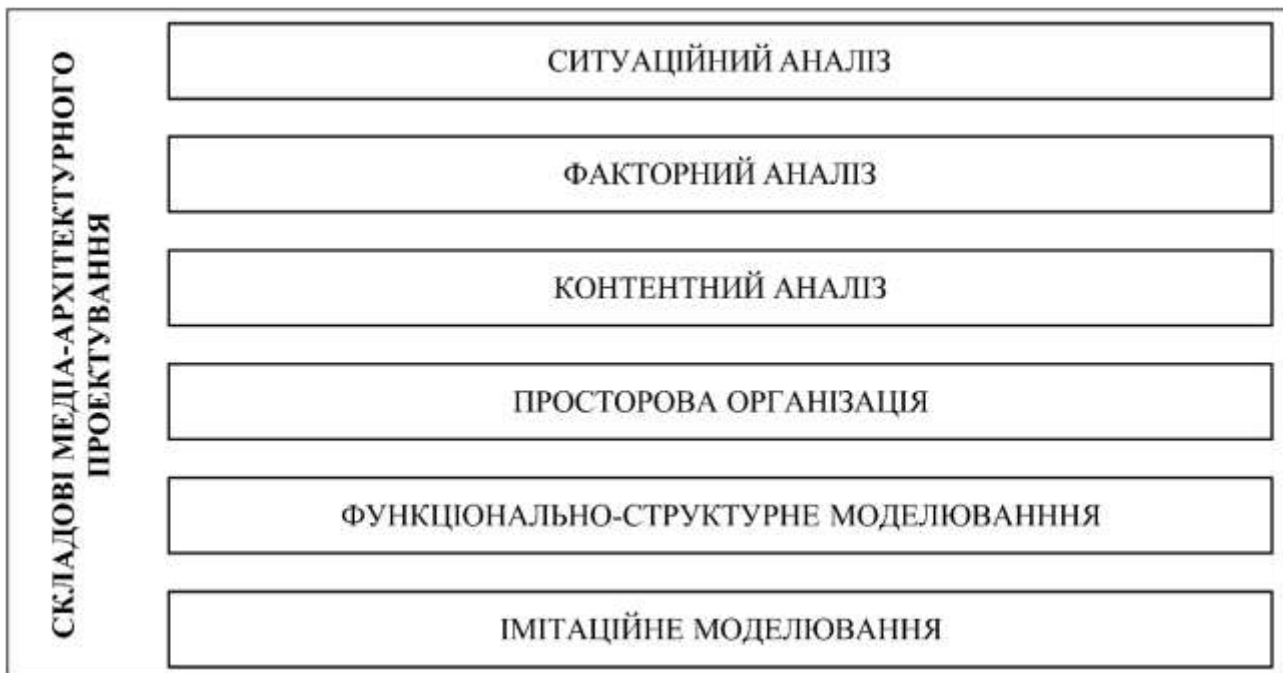 СКЛАДОВІ МЕДІА-АРХІТЕКТУРНОГО
ПРОЕКТУВАННЯ
СИТУАЦІЙНИЙ АНАЛІЗ
ФАКТОРНИЙ АНАЛІЗ
КОНТЕНТНИЙ АНАЛІЗ
ПРОСТОРОВА ОРГАНІЗАЦІЯ
ФУНКЦІОНАЛЬНО-СТРУКТУРНЕ МОДЕЛЮВАНННЯ
ІМІТАЦІЙНЕ МОДЕЛЮВАННЯ